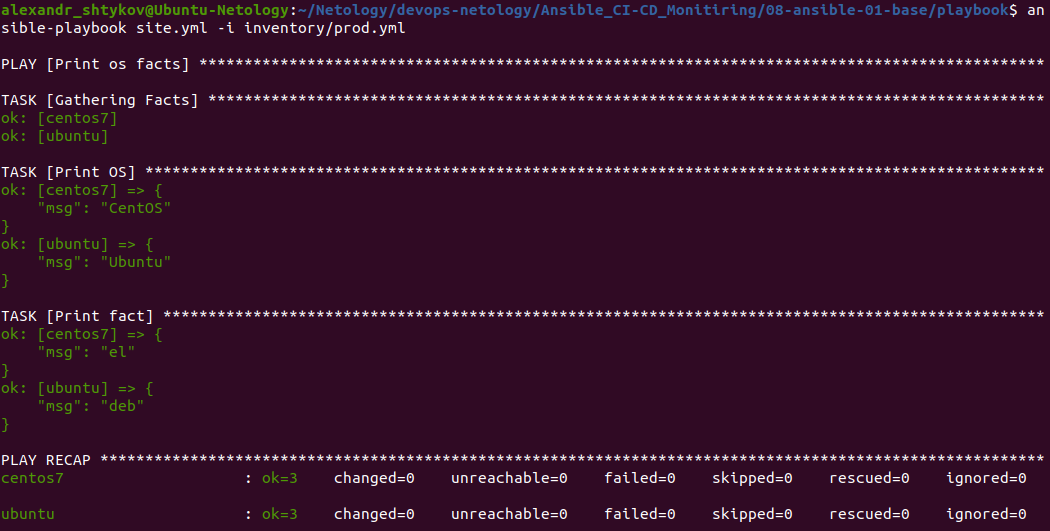 alexandr_shtykov@Ubuntu-Netology:~/Netology/devops-netology/Ansible_CI-CD_Monitiring/08-ansible-01-base/playbook$ an
sible-playbook site.yml -i inventory/prod.yml
PLAY [Print os facts] **********************************************************************************************
TASK [Gathering Facts] *********************************************************************************************
ok: [centos7]
ok: [ubuntu]
TASK [Print OS] ****************************************************************************************************
ok: [centos7] => {
    "msg": "CentOS"
}
ok: [ubuntu] => {
    "msg": "Ubuntu"
}
TASK [Print fact] **************************************************************************************************
ok: [centos7] => {
    "msg": "el"
}
ok: [ubuntu] => {
    "msg": "deb"
}
PLAY RECAP *********************************************************************************************************
centos7                    : ok=3    changed=0    unreachable=0    failed=0    skipped=0    rescued=0    ignored=0
ubuntu                     : ok=3    changed=0    unreachable=0    failed=0    skipped=0    rescued=0    ignored=0